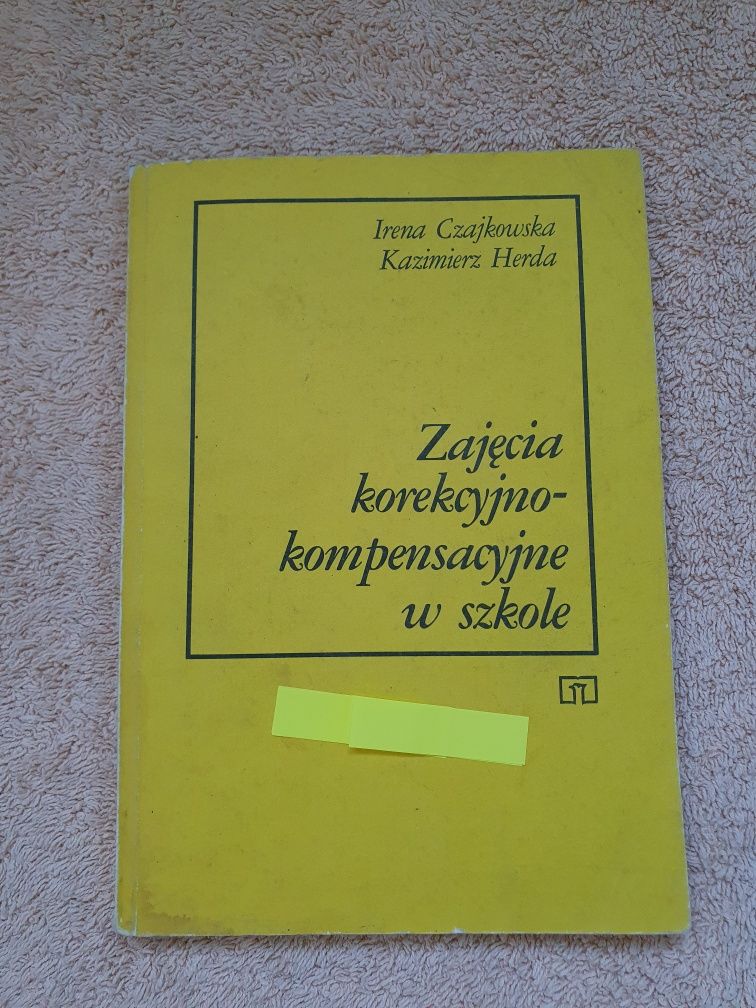 Irena Czajkowska
Kazimierz Herda
Zajęcia
korekcyjno-
kompensacyjne
w szkole